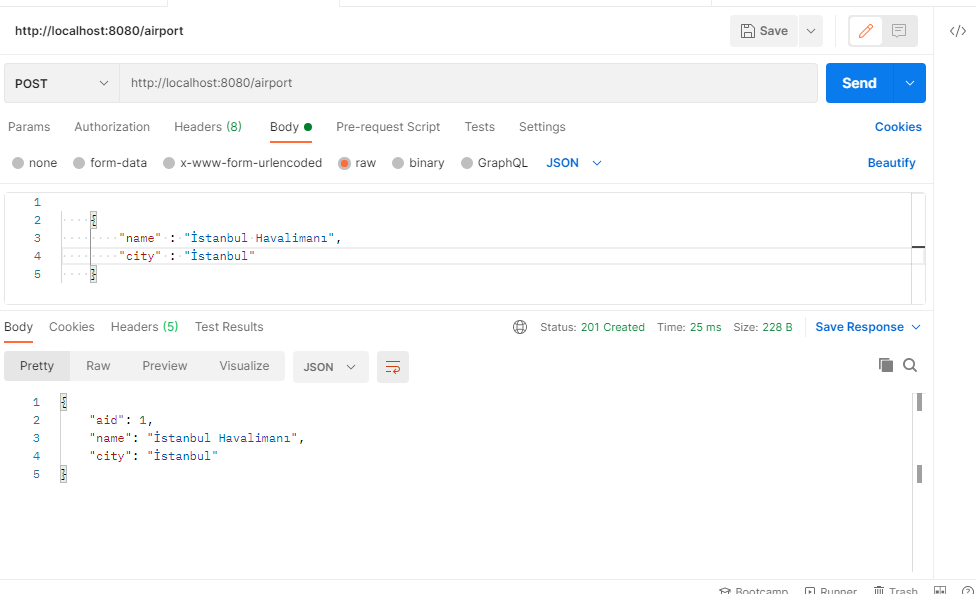 http://localhost:8080/airport
Save
</>
POST http://localhost:8080/airport Send
Params Authorization Headers (8) Body Pre-request Script Tests Settings Cookies
none form-data x-www-form-urlencoded raw binary GraphQL JSON Beautify
1
2 {
3 "name" : "İstanbul Havalimanı",
4 "city" : "İstanbul"
5 }
Body Cookies Headers (5) Test Results Status: 201 Created Time: 25 ms Size: 228 B Save Response
Pretty Raw Preview Visualize JSON
1 {
2 "aid": 1,
3 "name": "İstanbul Havalimanı",
4 "city": "İstanbul"
5 }
Bootcamp Runner Trash